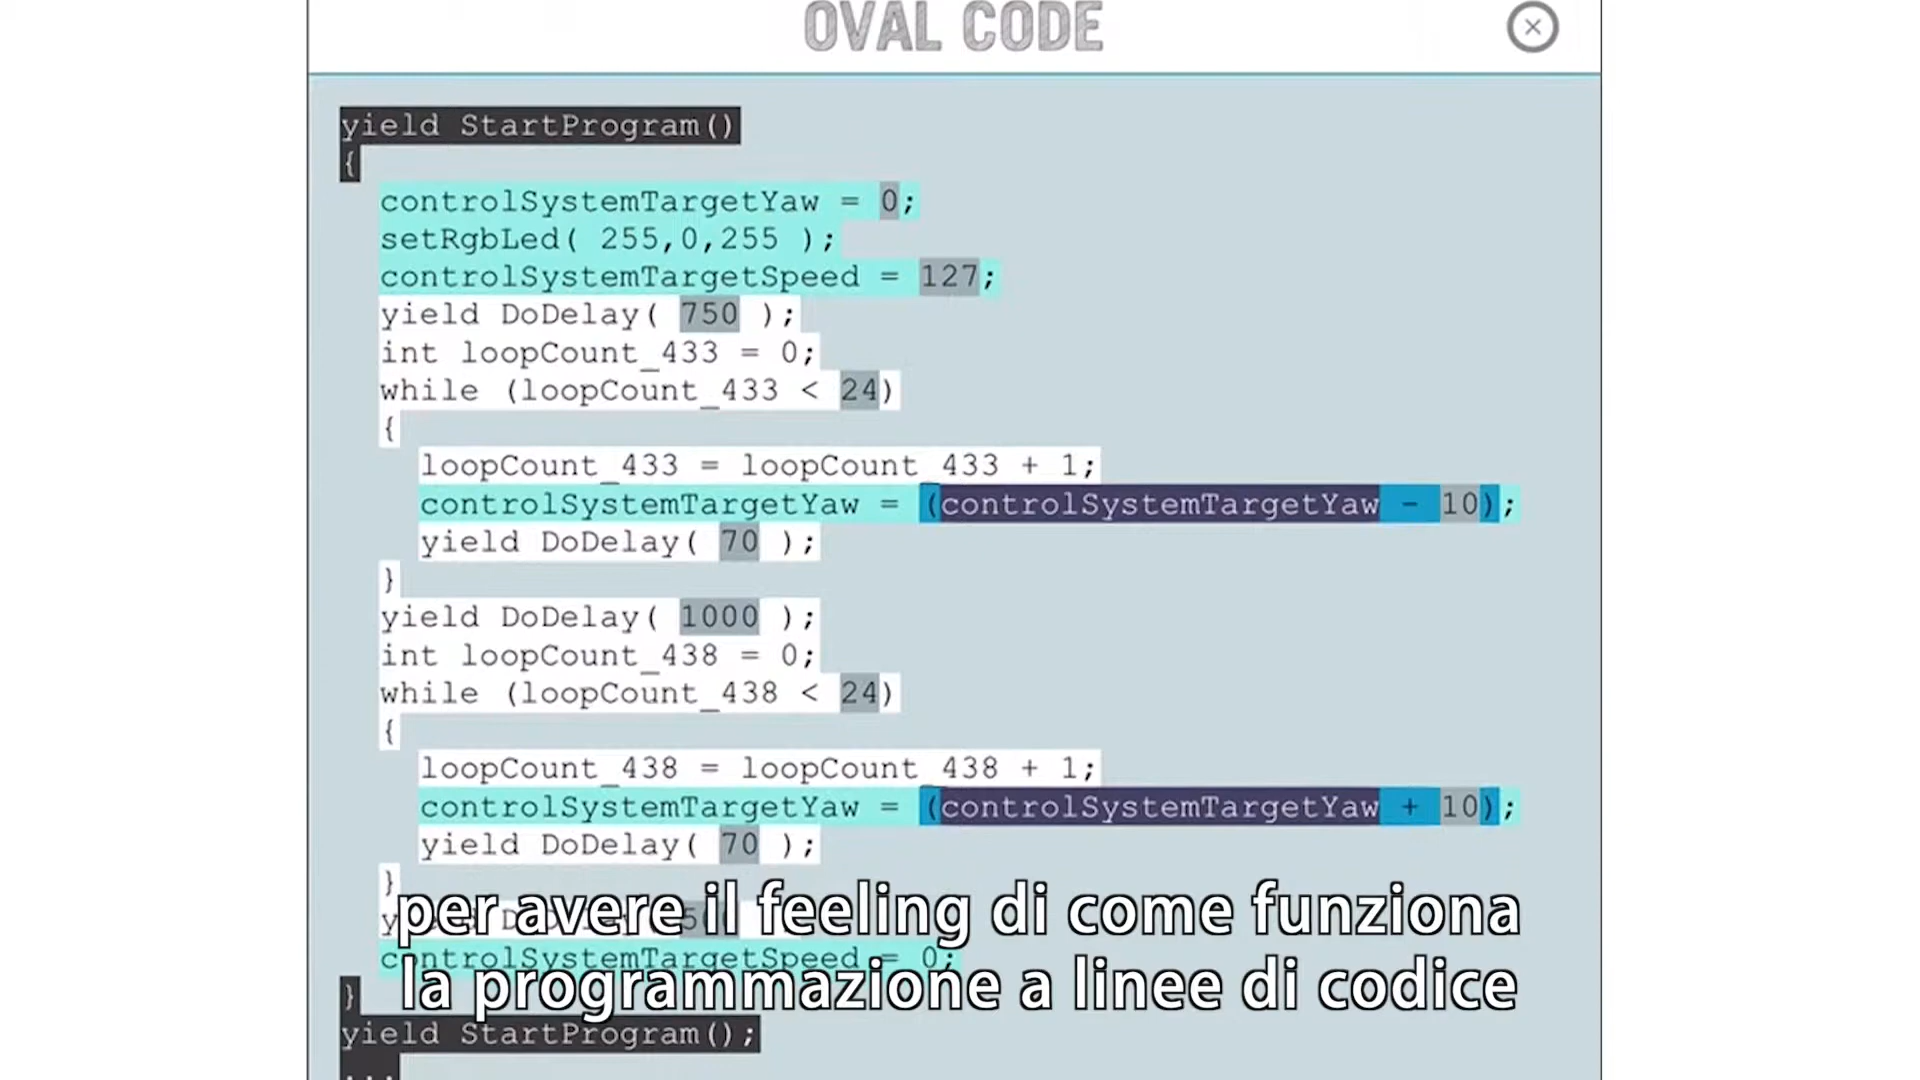 OVAL CODE
yield StartProgram()
{
controlSystemTargetYaw = 0;
setRgbLed( 255,0,255 );
controlSystemTargetSpeed = 127;
yield DoDelay( 750 );
int loopCount_433 = 0;
while (loopCount_433 < 24)
{
loopCount_433 = loopCount_433 + 1;
controlSystemTargetYaw = (controlSystemTargetYaw - 10);
yield DoDelay( 70 );
}
yield DoDelay( 1000 );
int loopCount_438 = 0;
while (loopCount_438 < 24)
{
loopCount_438 = loopCount_438 + 1;
controlSystemTargetYaw = (controlSystemTargetYaw + 10);
yield DoDelay( 70 );
}
per avere il feeling di come funziona
controlSystemTargetSpeed = 0;
la programmazione a linee di codice
}
yield StartProgram();
...